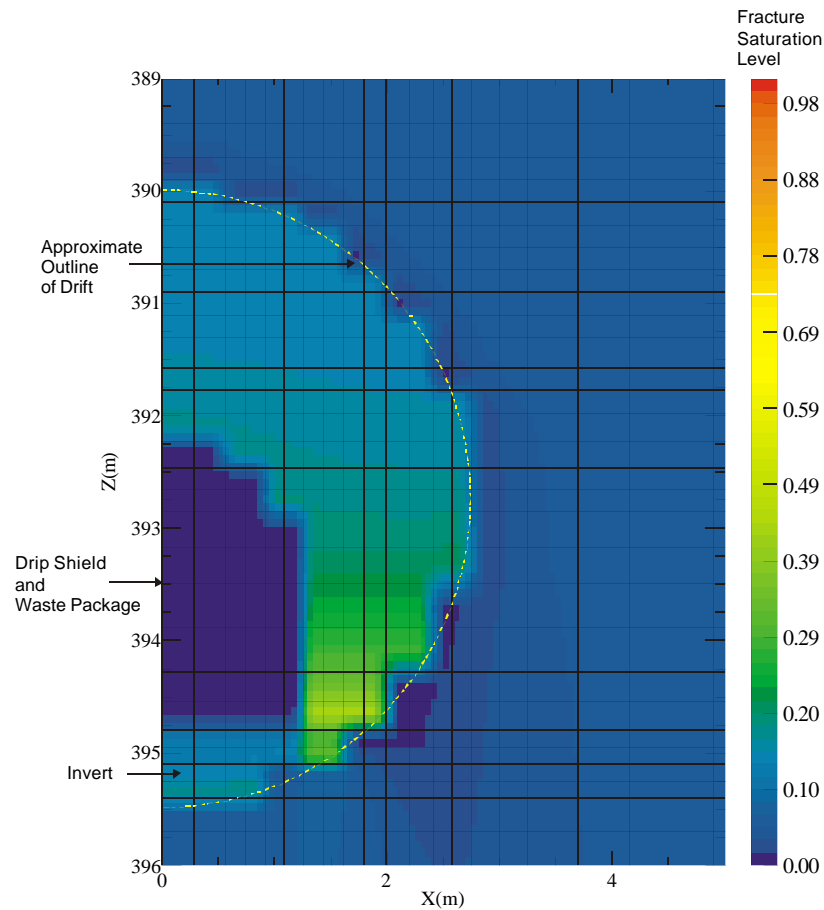 Fracture
Saturation
Level
389
390
391
392
393
394
395
396
Z(m)
Approximate
Outline
of Drift
Drip Shield
and
Waste Package
Invert
0
2
4
X(m)
0.98
0.88
0.78
0.69
0.59
0.49
0.39
0.29
0.20
0.10
0.00